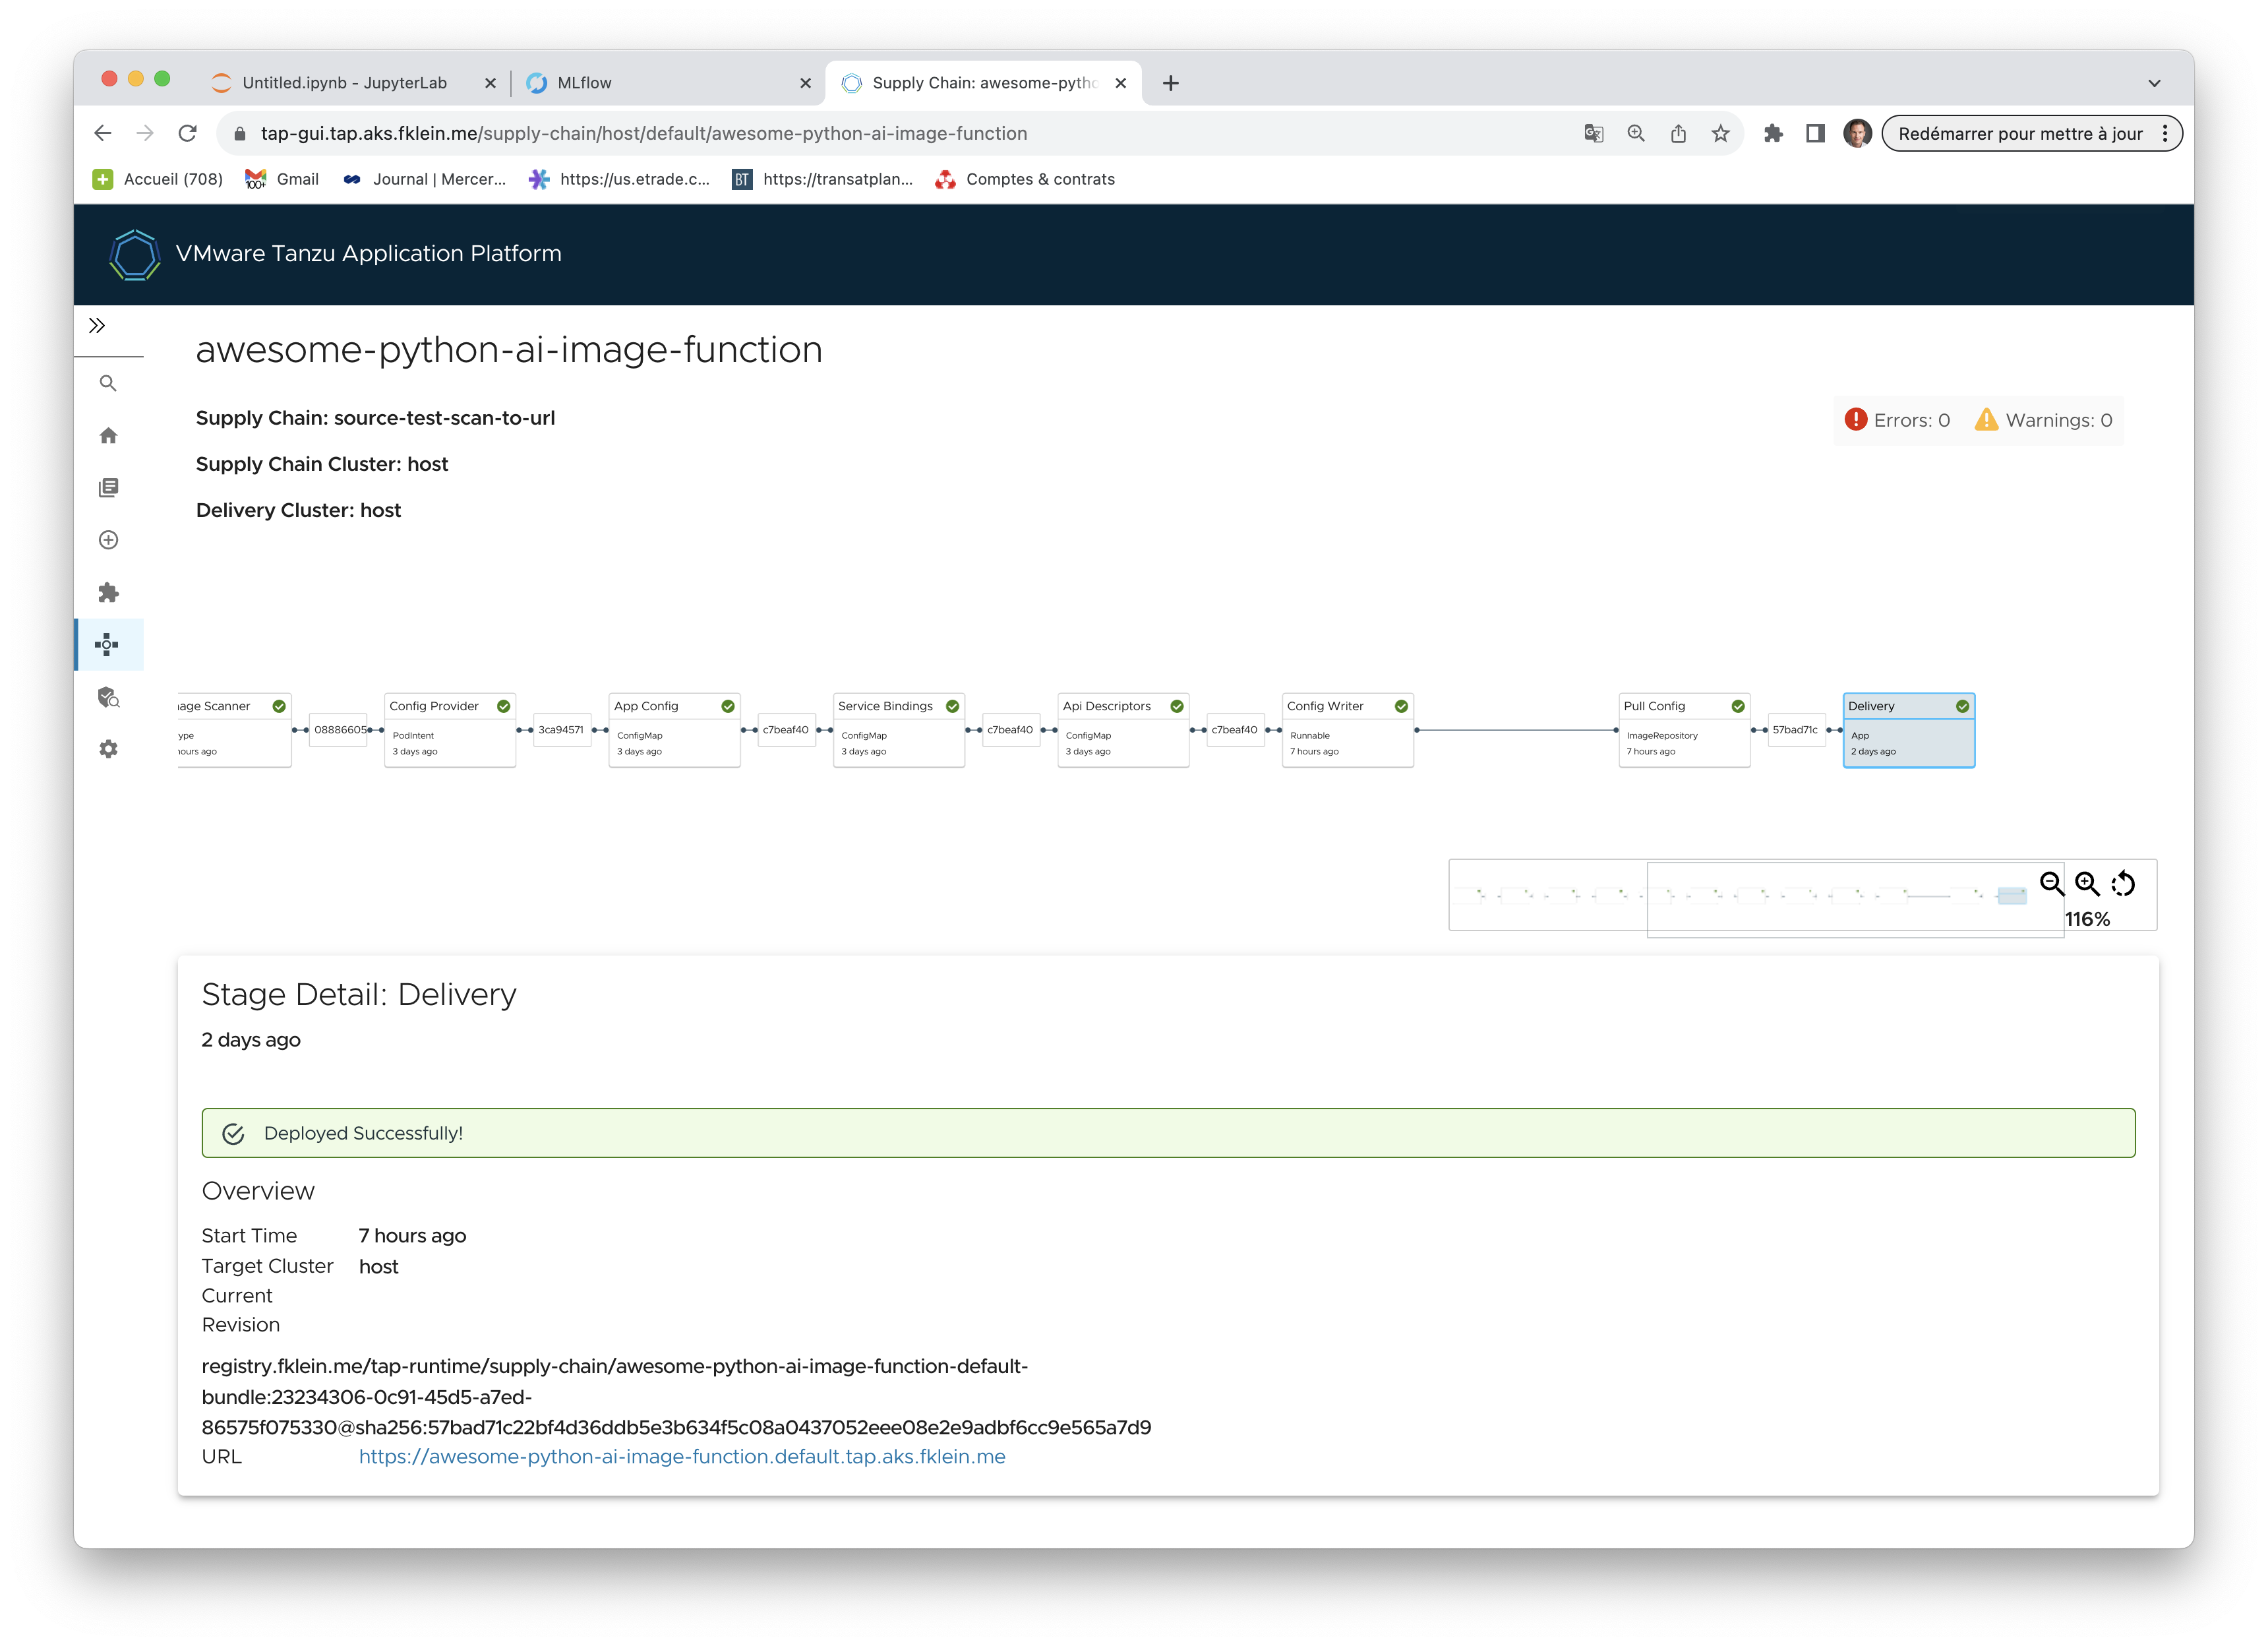 Untitled.ipynb - JupyterLab
MLflow
Supply Chain: awesome-pytho
tap-gui.tap.aks.fklein.me/supply-chain/host/default/awesome-python-ai-image-function
Redémarrer pour mettre à jour
Accueil (708)
100+
Gmail
Journal | Mercer...
https://us.etrade.c...
BT
https://transatplan...
Comptes & contrats
VMware Tanzu Application Platform
awesome-python-ai-image-function
Supply Chain: source-test-scan-to-url
Errors: 0
Warnings: 0
Supply Chain Cluster: host
Delivery Cluster: host
age Scanner
ype
ours ago
08886605
Config Provider
PodIntent
3 days ago
3ca94571
App Config
ConfigMap
3 days ago
c7beaf40
Service Bindings
ConfigMap
3 days ago
c7beaf40
Api Descriptors
ConfigMap
3 days ago
c7beaf40
Config Writer
Runnable
7 hours ago
Pull Config
ImageRepository
7 hours ago
57bad71c
Delivery
App
2 days ago
116%
Stage Detail: Delivery
2 days ago
Deployed Successfully!
Overview
Start Time 7 hours ago
Target Cluster host
Current
Revision
registry.fklein.me/tap-runtime/supply-chain/awesome-python-ai-image-function-default-
bundle:23234306-0c91-45d5-a7ed-
86575f075330@sha256:57bad71c22bf4d36ddb5e3b634f5c08a0437052eee08e2e9adbf6cc9e565a7d9
URL https://awesome-python-ai-image-function.default.tap.aks.fklein.me